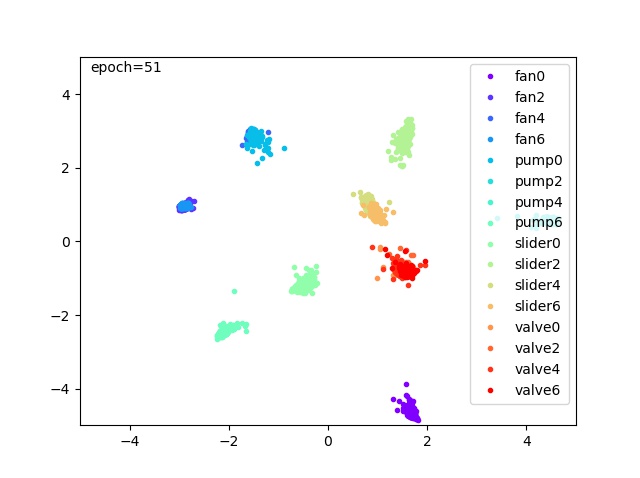 epoch=51
fan0
fan2
fan4
fan6
pump0
pump2
pump4
pump6
slider0
slider2
slider4
slider6
valve0
valve2
valve4
valve6
4
2
0
−2
−4
−4 −2 0 2 4